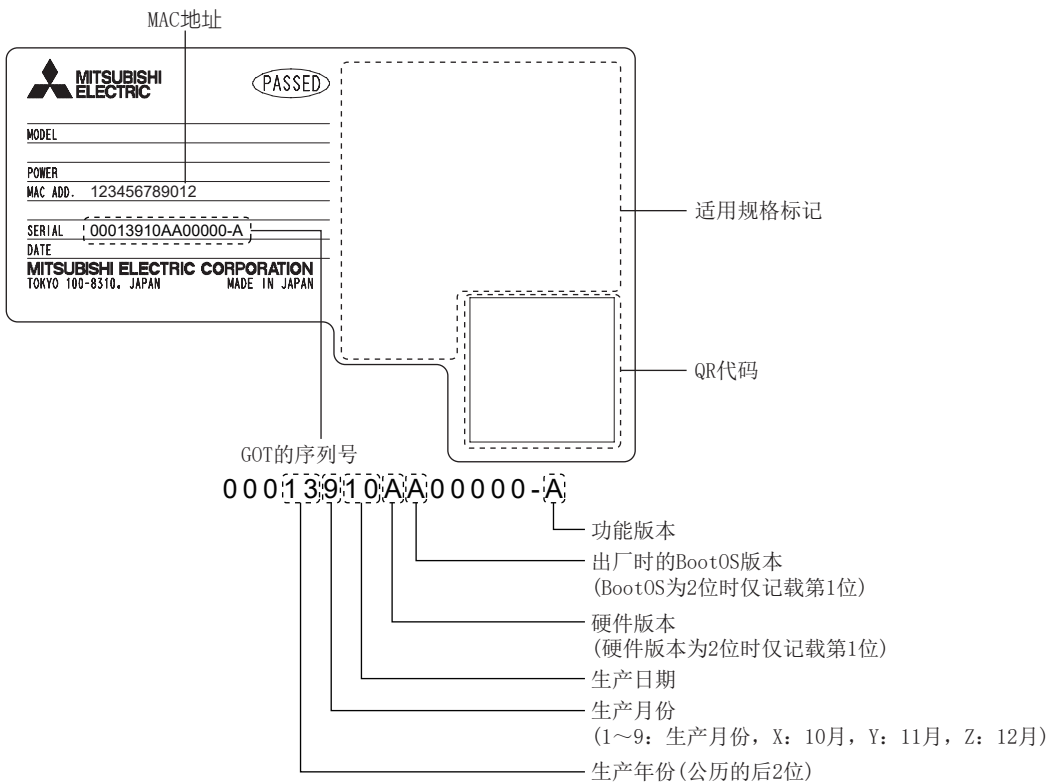 MAC地址
MITSUBISHI
ELECTRIC
PASSED
MODEL
POWER
MAC ADD. 123456789012
SERIAL 00013910AA00000-A
DATE
MITSUBISHI ELECTRIC CORPORATION
TOKYO 100-8310, JAPAN MADE IN JAPAN
适用规格标记
QR代码
GOT的序列号
00013910AA00000-A
功能版本
出厂时的BootOS版本
(BootOS为2位时仅记载第1位)
硬件版本
(硬件版本为2位时仅记载第1位)
生产日期
生产月份
(1～9: 生产月份, X: 10月, Y: 11月, Z: 12月)
生产年份(公历的后2位)